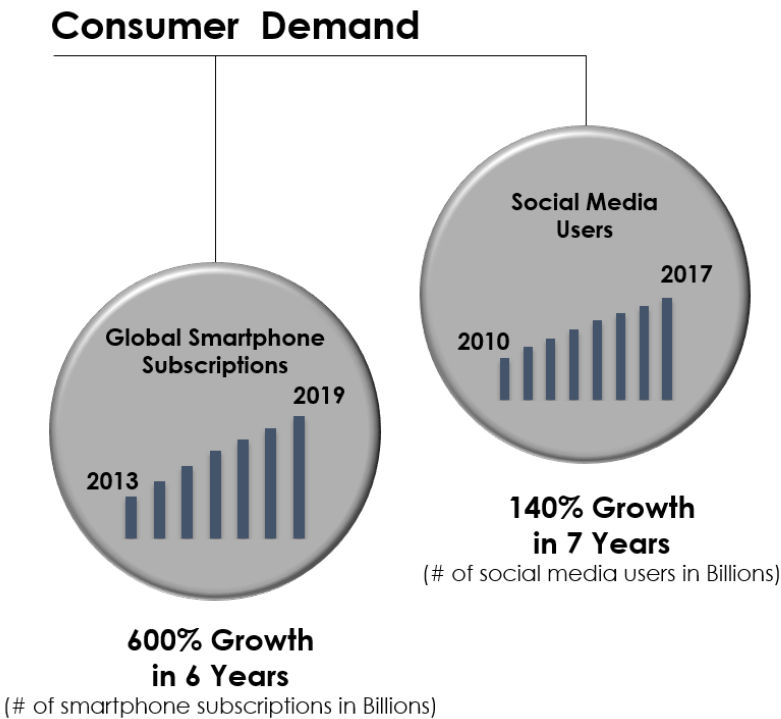 Consumer Demand
Social Media
Users
2017
2010
Global Smartphone
Subscriptions
2019
2013
140% Growth
in 7 Years
(# of social media users in Billions)
600% Growth
in 6 Years
(# of smartphone subscriptions in Billions)